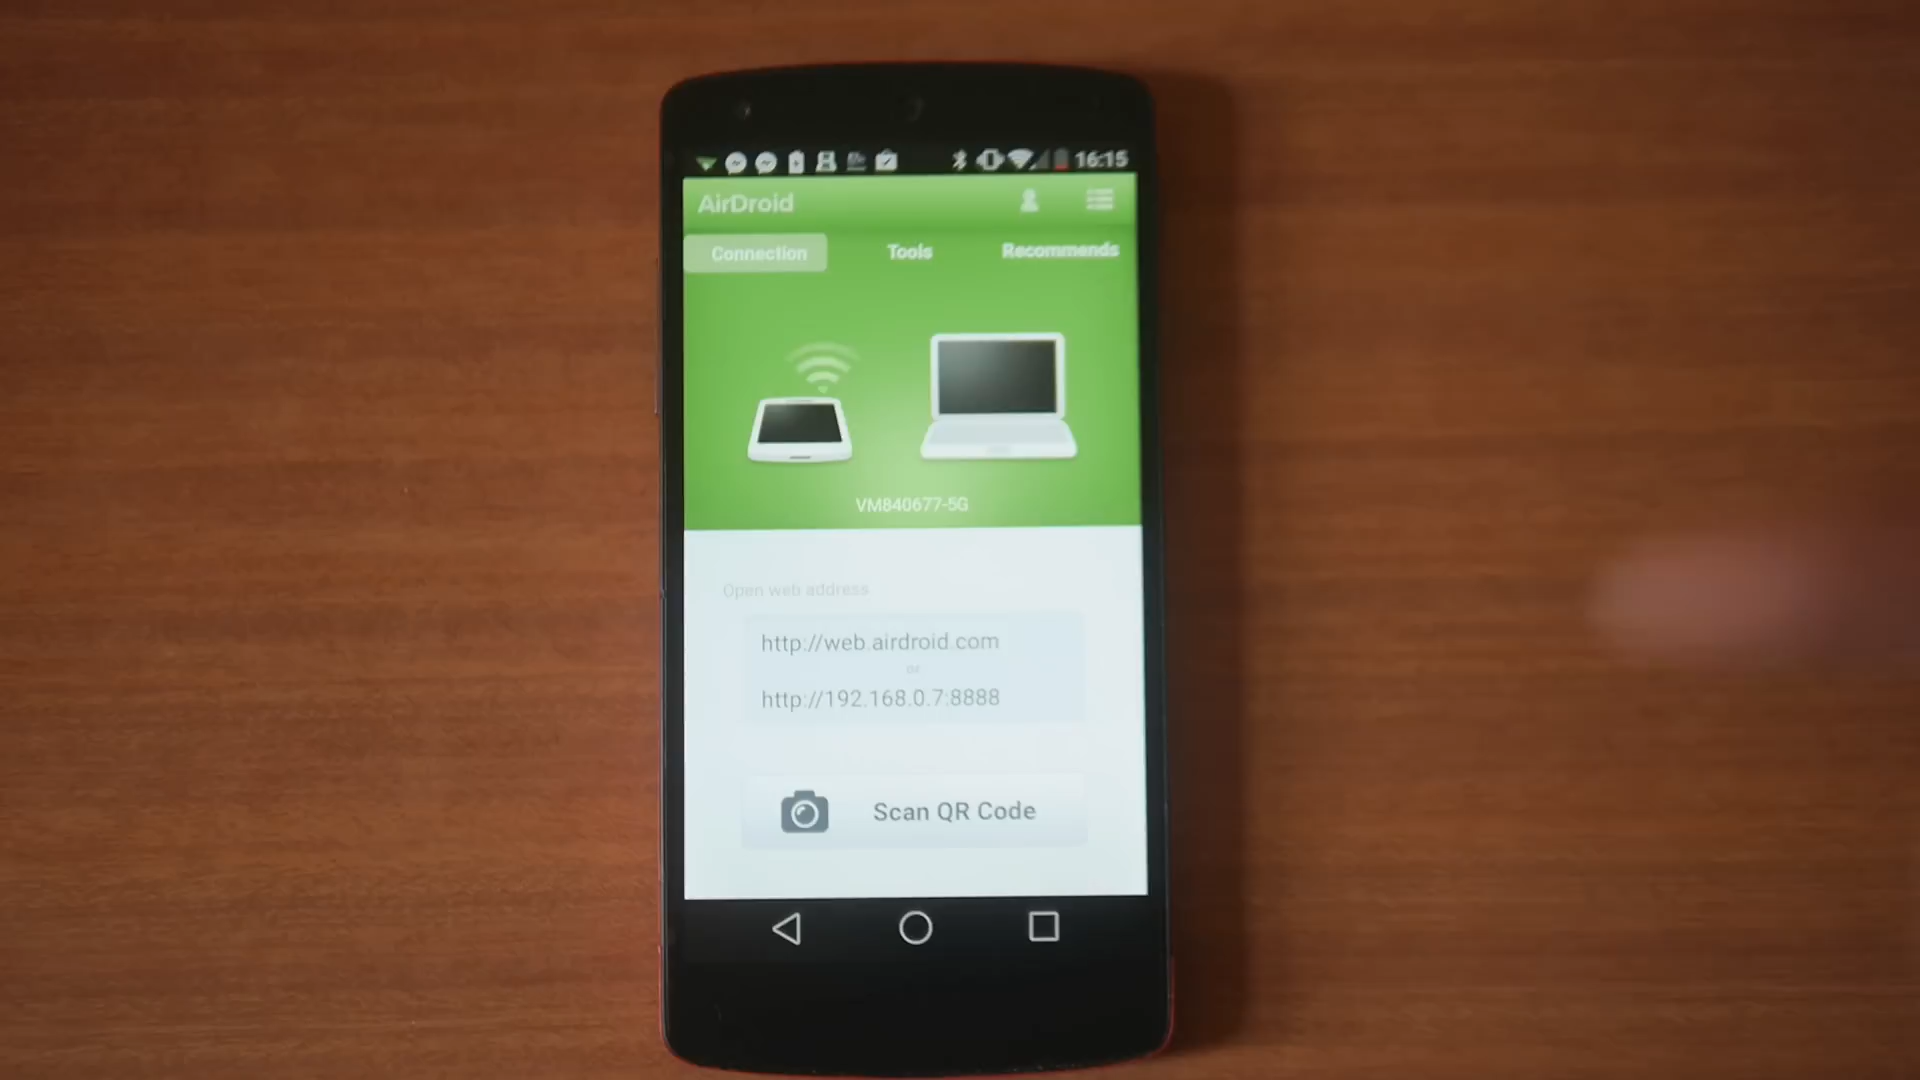 16:15
AirDroid
Connection Tools Recommends
VM840677-5G
Open web address
http://web.airdroid.com
or
http://192.168.0.7:8888
Scan QR Code